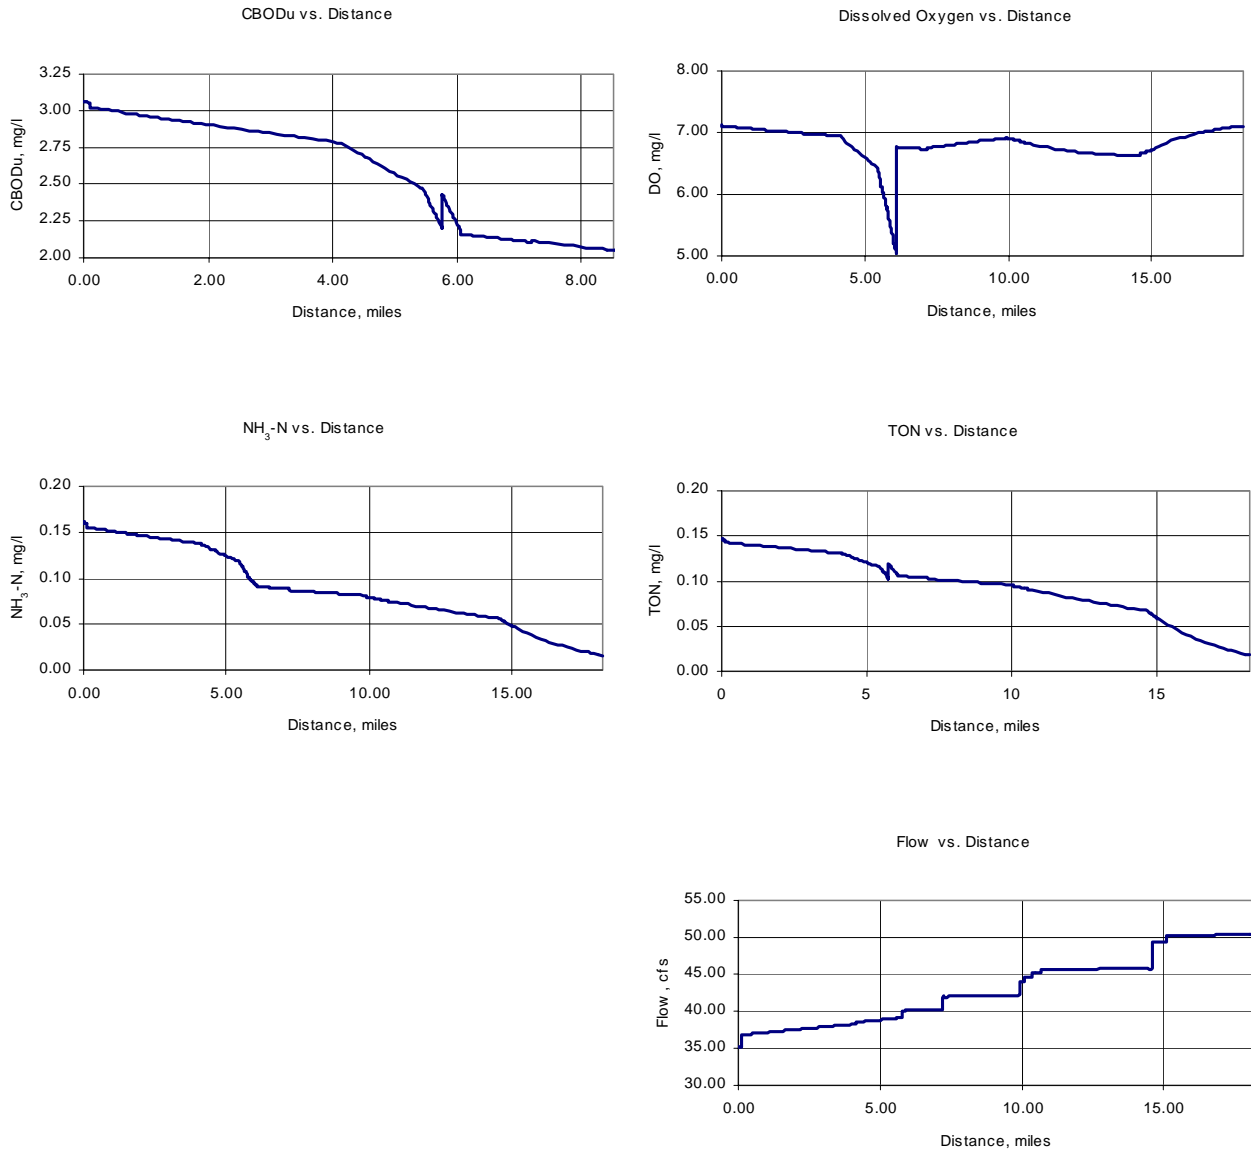 CBODu vs. Distance
CBODu, mg/l
3.25
3.00
2.75
2.50
2.25
2.00
0.00 2.00 4.00 6.00 8.00
Distance, miles
Dissolved Oxygen vs. Distance
DO, mg/l
8.00
7.00
6.00
5.00
0.00 5.00 10.00 15.00
Distance, miles
NH3-N vs. Distance
NH3-N, mg/l
0.20
0.15
0.10
0.05
0.00
0.00 5.00 10.00 15.00
Distance, miles
TON vs. Distance
TON, mg/l
0.20
0.15
0.10
0.05
0.00
0 5 10 15
Distance, miles
Flow vs. Distance
Flow, cfs
55.00
50.00
45.00
40.00
35.00
30.00
0.00 5.00 10.00 15.00
Distance, miles